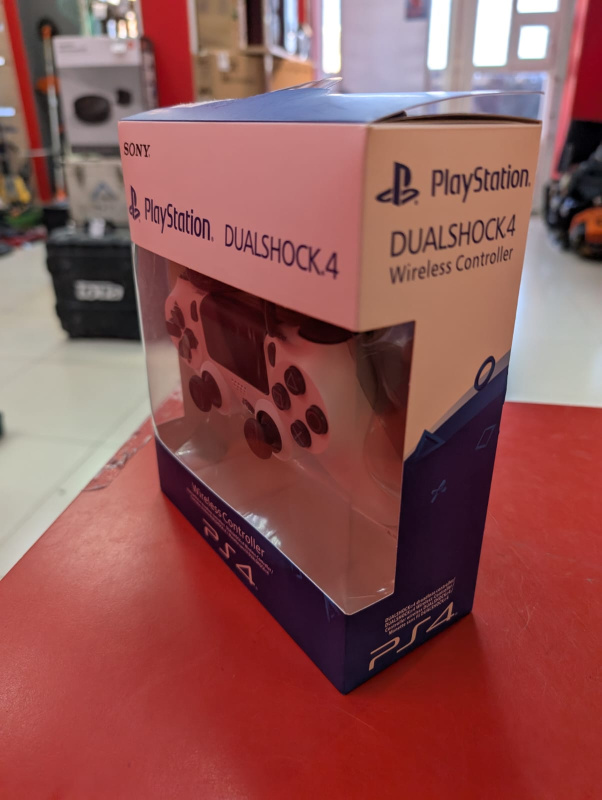 SONY
PlayStation®
DUALSHOCK®4
PlayStation®
DUALSHOCK®4
Wireless Controller
Wireless Controller
PS4
PS4